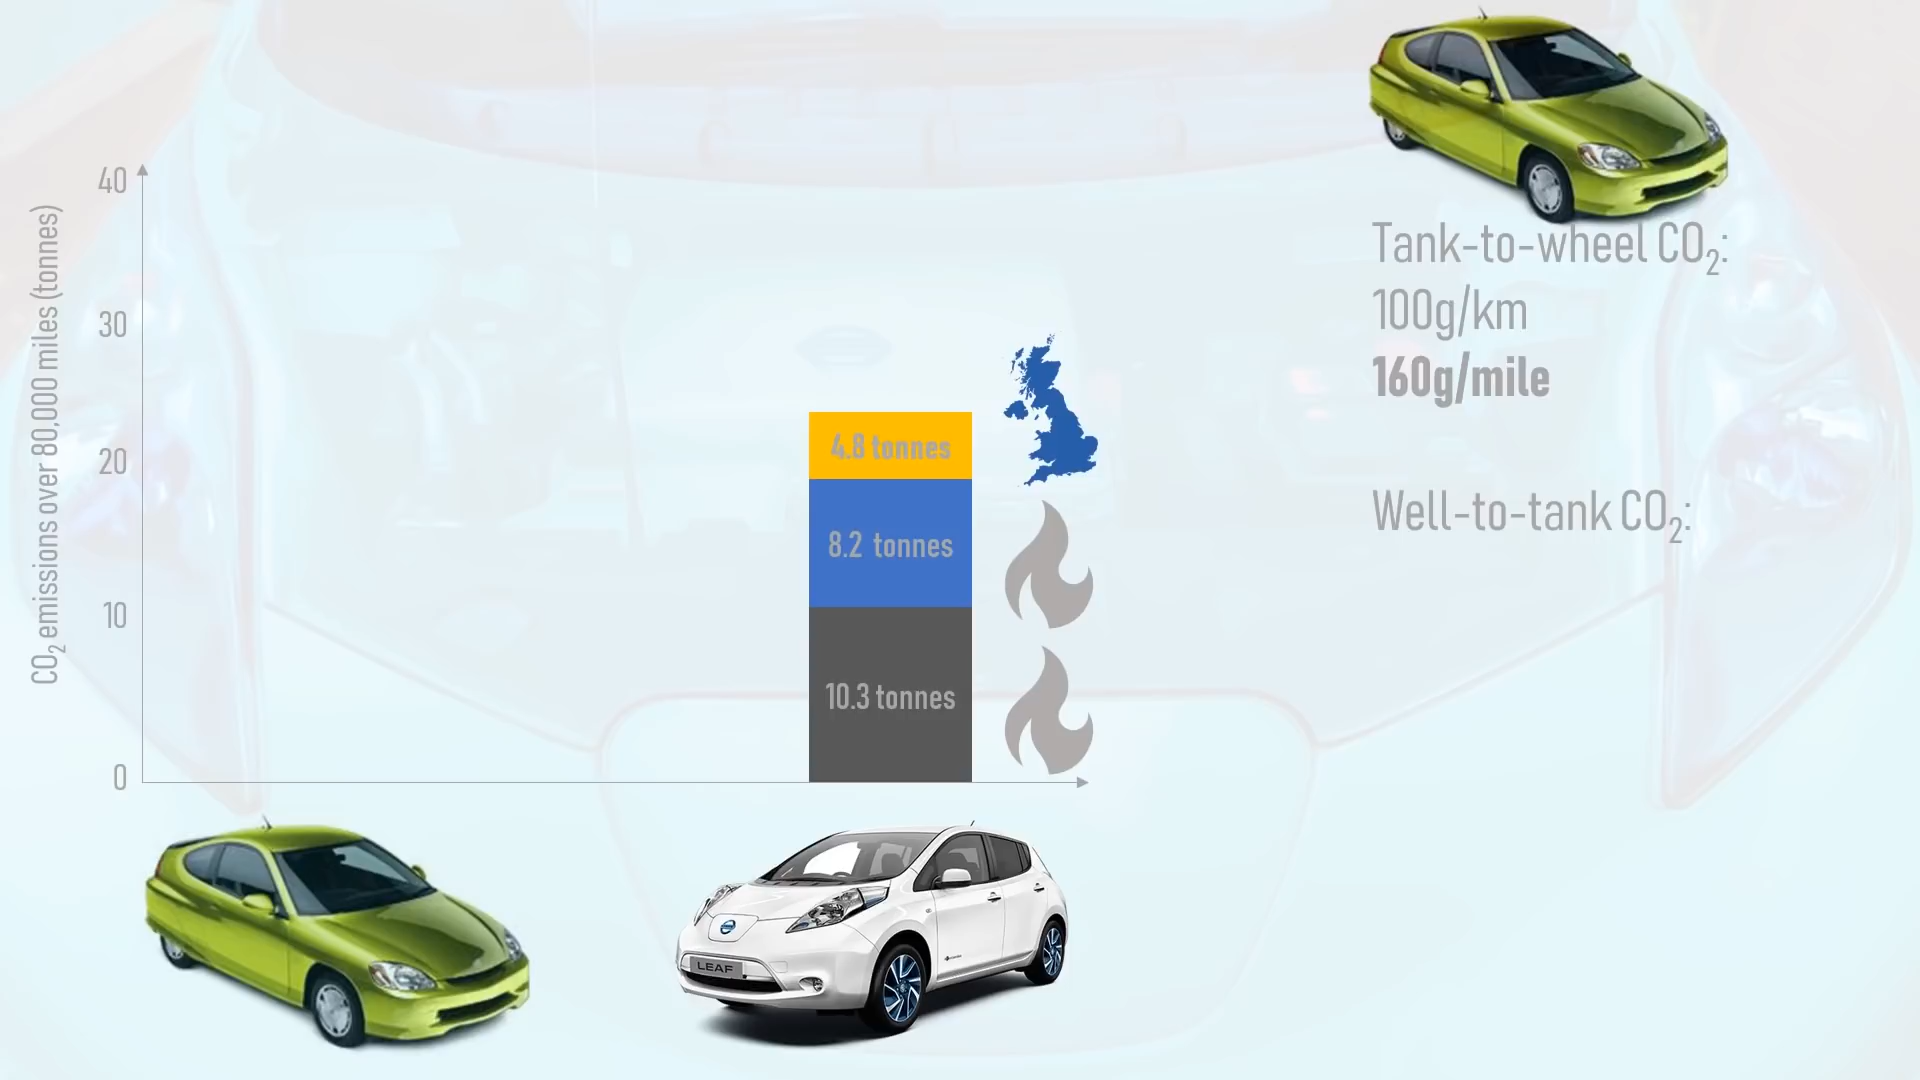 CO₂ emissions over 80,000 miles (tonnes)
40
30
20
10
0
4.8 tonnes
8.2 tonnes
10.3 tonnes
LEAF
Tank-to-wheel CO₂:
100g/km
160g/mile
Well-to-tank CO₂: